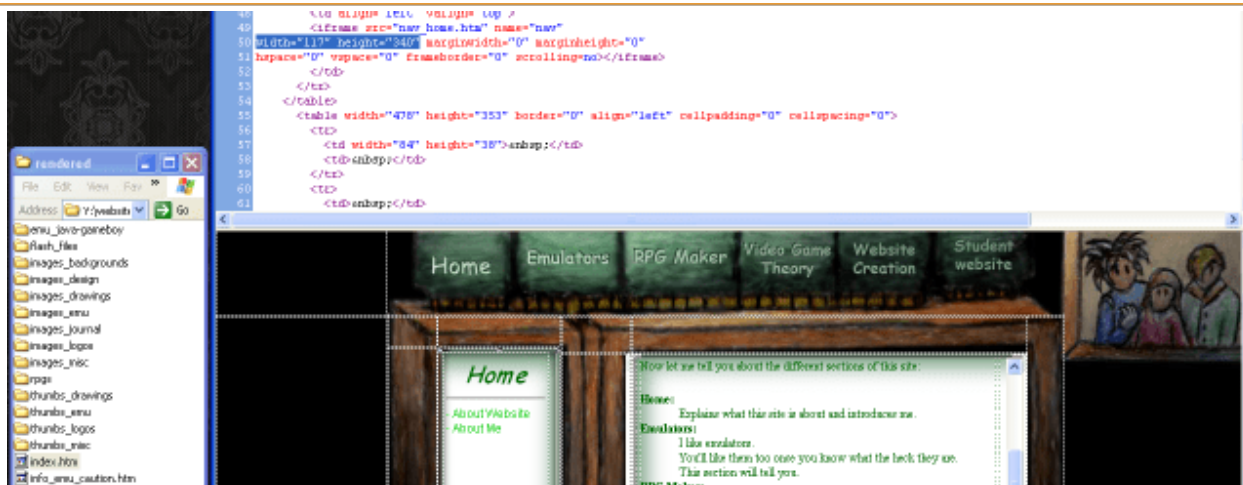 48 <td align="left" valign="top">
49 <iframe src="nav_home.htm" name="nav"
50 width="117" height="340" marginwidth="0" marginheight="0"
51 hspace="0" vspace="0" frameborder="0" scrolling=no></iframe>
52 </td>
53 </tr>
54 </table>
55 <table width="478" height="353" border="0" align="left" cellpadding="0" cellspacing="0">
56 <tr>
57 <td width="84" height="38">&nbsp;</td>
58 <td>&nbsp;</td>
59 </tr>
60 <tr>
61 <td>&nbsp;</td>
rendered
File Edit View Fav »
Address Y:\websit Go
emu_java-gameboy
flash_files
images_backgrounds
images_design
images_drawings
images_emu
images_journal
images_logos
images_misc
rpgs
thumbs_drawings
thumbs_emu
thumbs_logos
thumbs_misc
index.htm
info_emu_caution.htm
Home
Emulators
RPG Maker
Video Game
Theory
Website
Creation
Student
website
Home
About Website
About Me
Now let me tell you about the different sections of this site:
Home:
Explains what this site is about and introduces me.
Emulators:
I like emulators.
You'll like them too once you know what the heck they are.
This section will tell you.
RPG Maker: